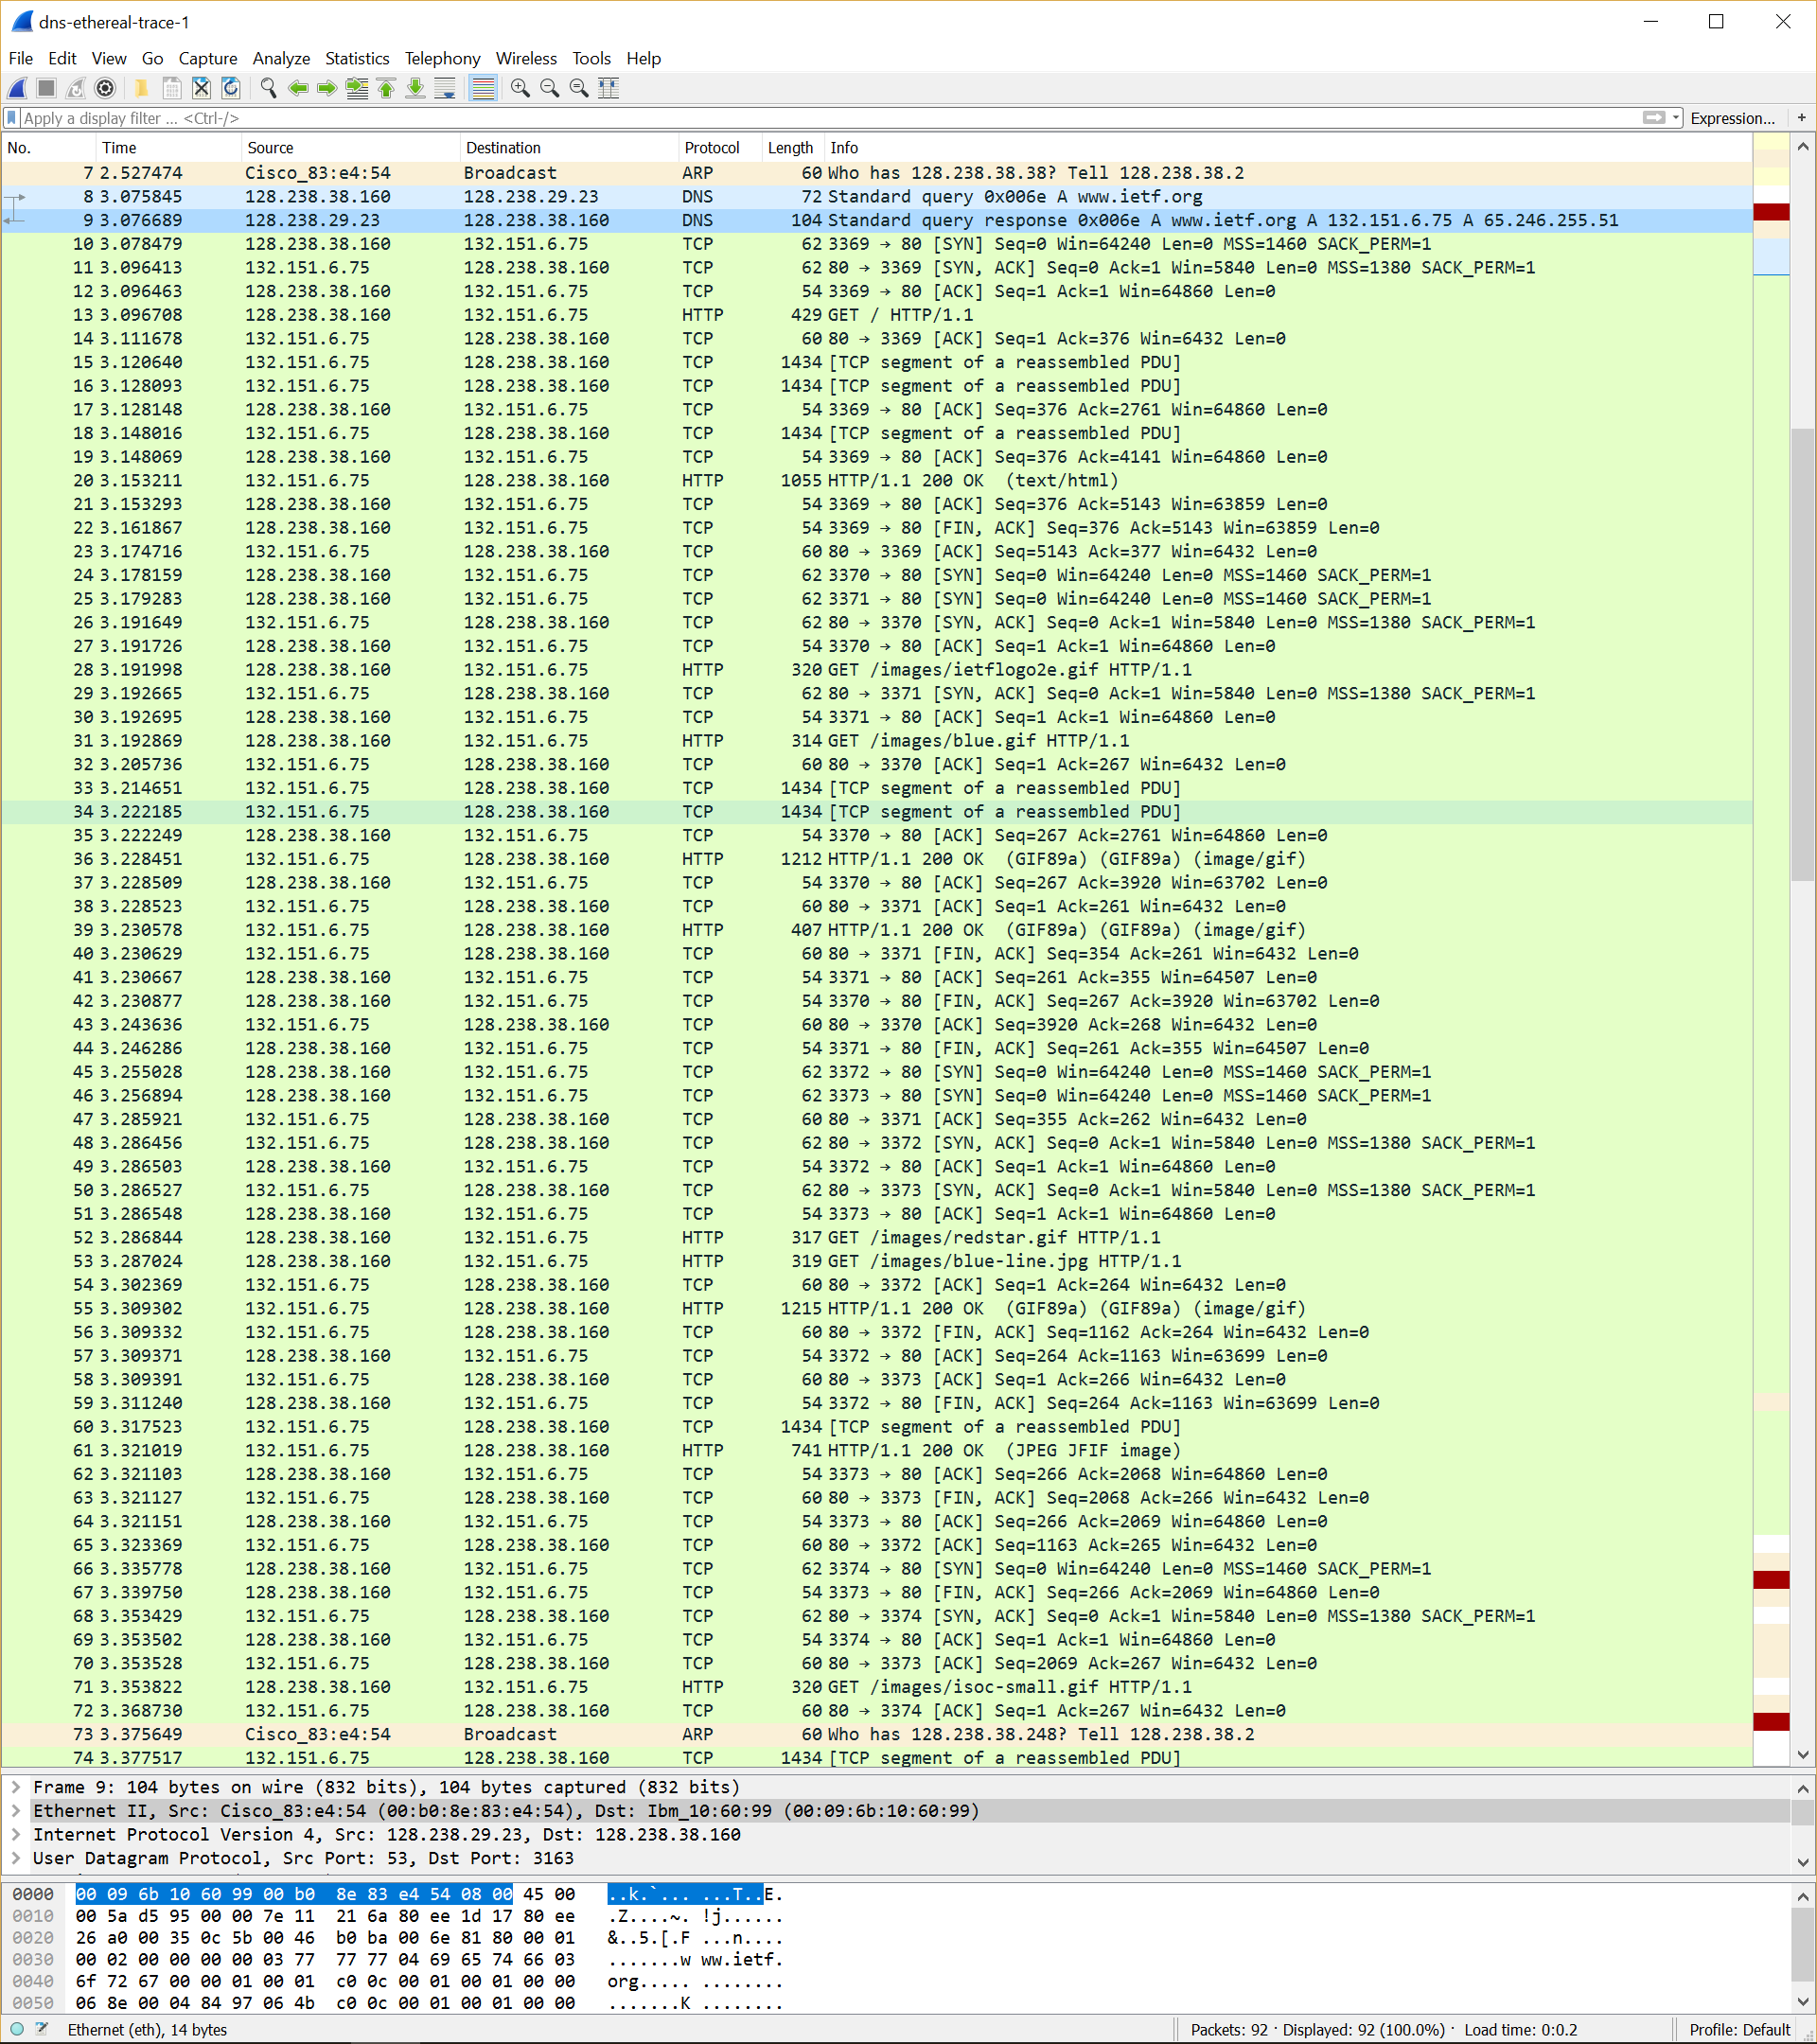 dns-ethereal-trace-1
File Edit View Go Capture Analyze Statistics Telephony Wireless Tools Help
Apply a display filter ... <Ctrl-/> Expression... +
No. Time Source Destination Protocol Length Info
7 2.527474 Cisco_83:e4:54 Broadcast ARP 60 Who has 128.238.38.38? Tell 128.238.38.2
8 3.075845 128.238.38.160 128.238.29.23 DNS 72 Standard query 0x006e A www.ietf.org
9 3.076689 128.238.29.23 128.238.38.160 DNS 104 Standard query response 0x006e A www.ietf.org A 132.151.6.75 A 65.246.255.51
10 3.078479 128.238.38.160 132.151.6.75 TCP 62 3369 → 80 [SYN] Seq=0 Win=64240 Len=0 MSS=1460 SACK_PERM=1
11 3.096413 132.151.6.75 128.238.38.160 TCP 62 80 → 3369 [SYN, ACK] Seq=0 Ack=1 Win=5840 Len=0 MSS=1380 SACK_PERM=1
12 3.096463 128.238.38.160 132.151.6.75 TCP 54 3369 → 80 [ACK] Seq=1 Ack=1 Win=64860 Len=0
13 3.096708 128.238.38.160 132.151.6.75 HTTP 429 GET / HTTP/1.1
14 3.111678 132.151.6.75 128.238.38.160 TCP 60 80 → 3369 [ACK] Seq=1 Ack=376 Win=6432 Len=0
15 3.120640 132.151.6.75 128.238.38.160 TCP 1434 [TCP segment of a reassembled PDU]
16 3.128093 132.151.6.75 128.238.38.160 TCP 1434 [TCP segment of a reassembled PDU]
17 3.128148 128.238.38.160 132.151.6.75 TCP 54 3369 → 80 [ACK] Seq=376 Ack=2761 Win=64860 Len=0
18 3.148016 132.151.6.75 128.238.38.160 TCP 1434 [TCP segment of a reassembled PDU]
19 3.148069 128.238.38.160 132.151.6.75 TCP 54 3369 → 80 [ACK] Seq=376 Ack=4141 Win=64860 Len=0
20 3.153211 132.151.6.75 128.238.38.160 HTTP 1055 HTTP/1.1 200 OK (text/html)
21 3.153293 128.238.38.160 132.151.6.75 TCP 54 3369 → 80 [ACK] Seq=376 Ack=5143 Win=63859 Len=0
22 3.161867 128.238.38.160 132.151.6.75 TCP 54 3369 → 80 [FIN, ACK] Seq=376 Ack=5143 Win=63859 Len=0
23 3.174716 132.151.6.75 128.238.38.160 TCP 60 80 → 3369 [ACK] Seq=5143 Ack=377 Win=6432 Len=0
24 3.178159 128.238.38.160 132.151.6.75 TCP 62 3370 → 80 [SYN] Seq=0 Win=64240 Len=0 MSS=1460 SACK_PERM=1
25 3.179283 128.238.38.160 132.151.6.75 TCP 62 3371 → 80 [SYN] Seq=0 Win=64240 Len=0 MSS=1460 SACK_PERM=1
26 3.191649 132.151.6.75 128.238.38.160 TCP 62 80 → 3370 [SYN, ACK] Seq=0 Ack=1 Win=5840 Len=0 MSS=1380 SACK_PERM=1
27 3.191726 128.238.38.160 132.151.6.75 TCP 54 3370 → 80 [ACK] Seq=1 Ack=1 Win=64860 Len=0
28 3.191998 128.238.38.160 132.151.6.75 HTTP 320 GET /images/ietflogo2e.gif HTTP/1.1
29 3.192665 132.151.6.75 128.238.38.160 TCP 62 80 → 3371 [SYN, ACK] Seq=0 Ack=1 Win=5840 Len=0 MSS=1380 SACK_PERM=1
30 3.192695 128.238.38.160 132.151.6.75 TCP 54 3371 → 80 [ACK] Seq=1 Ack=1 Win=64860 Len=0
31 3.192869 128.238.38.160 132.151.6.75 HTTP 314 GET /images/blue.gif HTTP/1.1
32 3.205736 132.151.6.75 128.238.38.160 TCP 60 80 → 3370 [ACK] Seq=1 Ack=267 Win=6432 Len=0
33 3.214651 132.151.6.75 128.238.38.160 TCP 1434 [TCP segment of a reassembled PDU]
34 3.222185 132.151.6.75 128.238.38.160 TCP 1434 [TCP segment of a reassembled PDU]
35 3.222249 128.238.38.160 132.151.6.75 TCP 54 3370 → 80 [ACK] Seq=267 Ack=2761 Win=64860 Len=0
36 3.228451 132.151.6.75 128.238.38.160 HTTP 1212 HTTP/1.1 200 OK (GIF89a) (GIF89a) (image/gif)
37 3.228509 128.238.38.160 132.151.6.75 TCP 54 3370 → 80 [ACK] Seq=267 Ack=3920 Win=63702 Len=0
38 3.228523 132.151.6.75 128.238.38.160 TCP 60 80 → 3371 [ACK] Seq=1 Ack=261 Win=6432 Len=0
39 3.230578 132.151.6.75 128.238.38.160 HTTP 407 HTTP/1.1 200 OK (GIF89a) (GIF89a) (image/gif)
40 3.230629 132.151.6.75 128.238.38.160 TCP 60 80 → 3371 [FIN, ACK] Seq=354 Ack=261 Win=6432 Len=0
41 3.230667 128.238.38.160 132.151.6.75 TCP 54 3371 → 80 [ACK] Seq=261 Ack=355 Win=64507 Len=0
42 3.230877 128.238.38.160 132.151.6.75 TCP 54 3370 → 80 [FIN, ACK] Seq=267 Ack=3920 Win=63702 Len=0
43 3.243636 132.151.6.75 128.238.38.160 TCP 60 80 → 3370 [ACK] Seq=3920 Ack=268 Win=6432 Len=0
44 3.246286 128.238.38.160 132.151.6.75 TCP 54 3371 → 80 [FIN, ACK] Seq=261 Ack=355 Win=64507 Len=0
45 3.255028 128.238.38.160 132.151.6.75 TCP 62 3372 → 80 [SYN] Seq=0 Win=64240 Len=0 MSS=1460 SACK_PERM=1
46 3.256894 128.238.38.160 132.151.6.75 TCP 62 3373 → 80 [SYN] Seq=0 Win=64240 Len=0 MSS=1460 SACK_PERM=1
47 3.285921 132.151.6.75 128.238.38.160 TCP 60 80 → 3371 [ACK] Seq=355 Ack=262 Win=6432 Len=0
48 3.286456 132.151.6.75 128.238.38.160 TCP 62 80 → 3372 [SYN, ACK] Seq=0 Ack=1 Win=5840 Len=0 MSS=1380 SACK_PERM=1
49 3.286503 128.238.38.160 132.151.6.75 TCP 54 3372 → 80 [ACK] Seq=1 Ack=1 Win=64860 Len=0
50 3.286527 132.151.6.75 128.238.38.160 TCP 62 80 → 3373 [SYN, ACK] Seq=0 Ack=1 Win=5840 Len=0 MSS=1380 SACK_PERM=1
51 3.286548 128.238.38.160 132.151.6.75 TCP 54 3373 → 80 [ACK] Seq=1 Ack=1 Win=64860 Len=0
52 3.286844 128.238.38.160 132.151.6.75 HTTP 317 GET /images/redstar.gif HTTP/1.1
53 3.287024 128.238.38.160 132.151.6.75 HTTP 319 GET /images/blue-line.jpg HTTP/1.1
54 3.302369 132.151.6.75 128.238.38.160 TCP 60 80 → 3372 [ACK] Seq=1 Ack=264 Win=6432 Len=0
55 3.309302 132.151.6.75 128.238.38.160 HTTP 1215 HTTP/1.1 200 OK (GIF89a) (GIF89a) (image/gif)
56 3.309332 132.151.6.75 128.238.38.160 TCP 60 80 → 3372 [FIN, ACK] Seq=1162 Ack=264 Win=6432 Len=0
57 3.309371 128.238.38.160 132.151.6.75 TCP 54 3372 → 80 [ACK] Seq=264 Ack=1163 Win=63699 Len=0
58 3.309391 132.151.6.75 128.238.38.160 TCP 60 80 → 3373 [ACK] Seq=1 Ack=266 Win=6432 Len=0
59 3.311240 128.238.38.160 132.151.6.75 TCP 54 3372 → 80 [FIN, ACK] Seq=264 Ack=1163 Win=63699 Len=0
60 3.317523 132.151.6.75 128.238.38.160 TCP 1434 [TCP segment of a reassembled PDU]
61 3.321019 132.151.6.75 128.238.38.160 HTTP 741 HTTP/1.1 200 OK (JPEG JFIF image)
62 3.321103 128.238.38.160 132.151.6.75 TCP 54 3373 → 80 [ACK] Seq=266 Ack=2068 Win=64860 Len=0
63 3.321127 132.151.6.75 128.238.38.160 TCP 60 80 → 3373 [FIN, ACK] Seq=2068 Ack=266 Win=6432 Len=0
64 3.321151 128.238.38.160 132.151.6.75 TCP 54 3373 → 80 [ACK] Seq=266 Ack=2069 Win=64860 Len=0
65 3.323369 132.151.6.75 128.238.38.160 TCP 60 80 → 3372 [ACK] Seq=1163 Ack=265 Win=6432 Len=0
66 3.335778 128.238.38.160 132.151.6.75 TCP 62 3374 → 80 [SYN] Seq=0 Win=64240 Len=0 MSS=1460 SACK_PERM=1
67 3.339750 128.238.38.160 132.151.6.75 TCP 54 3373 → 80 [FIN, ACK] Seq=266 Ack=2069 Win=64860 Len=0
68 3.353429 132.151.6.75 128.238.38.160 TCP 62 80 → 3374 [SYN, ACK] Seq=0 Ack=1 Win=5840 Len=0 MSS=1380 SACK_PERM=1
69 3.353502 128.238.38.160 132.151.6.75 TCP 54 3374 → 80 [ACK] Seq=1 Ack=1 Win=64860 Len=0
70 3.353528 132.151.6.75 128.238.38.160 TCP 60 80 → 3373 [ACK] Seq=2069 Ack=267 Win=6432 Len=0
71 3.353822 128.238.38.160 132.151.6.75 HTTP 320 GET /images/isoc-small.gif HTTP/1.1
72 3.368730 132.151.6.75 128.238.38.160 TCP 60 80 → 3374 [ACK] Seq=1 Ack=267 Win=6432 Len=0
73 3.375649 Cisco_83:e4:54 Broadcast ARP 60 Who has 128.238.38.248? Tell 128.238.38.2
74 3.377517 132.151.6.75 128.238.38.160 TCP 1434 [TCP segment of a reassembled PDU]
Frame 9: 104 bytes on wire (832 bits), 104 bytes captured (832 bits)
Ethernet II, Src: Cisco_83:e4:54 (00:b0:8e:83:e4:54), Dst: Ibm_10:60:99 (00:09:6b:10:60:99)
Internet Protocol Version 4, Src: 128.238.29.23, Dst: 128.238.38.160
User Datagram Protocol, Src Port: 53, Dst Port: 3163
0000 00 09 6b 10 60 99 00 b0 8e 83 e4 54 08 00 45 00 ..k.`... ...T..E.
0010 00 5a d5 95 00 00 7e 11 21 6a 80 ee 1d 17 80 ee .Z....~. !j......
0020 26 a0 00 35 0c 5b 00 46 b0 ba 00 6e 81 80 00 01 &..5.[.F ...n....
0030 00 02 00 00 00 00 03 77 77 77 04 69 65 74 66 03 .......w ww.ietf.
0040 6f 72 67 00 00 01 00 01 c0 0c 00 01 00 01 00 00 org..... ........
0050 06 8e 00 04 84 97 06 4b c0 0c 00 01 00 01 00 00 .......K ........
Ethernet (eth), 14 bytes Packets: 92 · Displayed: 92 (100.0%) · Load time: 0:0.2 Profile: Default